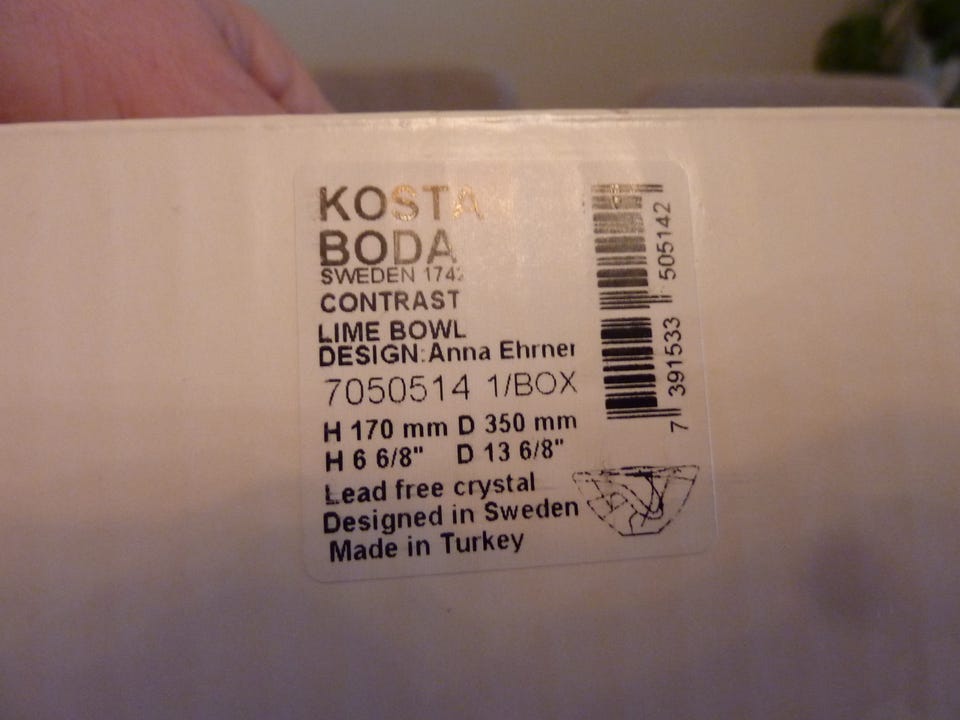 KOSTA
BODA
SWEDEN 1742
CONTRAST
LIME BOWL
DESIGN:Anna Ehrner
7050514 1/BOX
H 170 mm D 350 mm
H 6 6/8" D 13 6/8"
Lead free crystal
Designed in Sweden
Made in Turkey
7 391533 505142